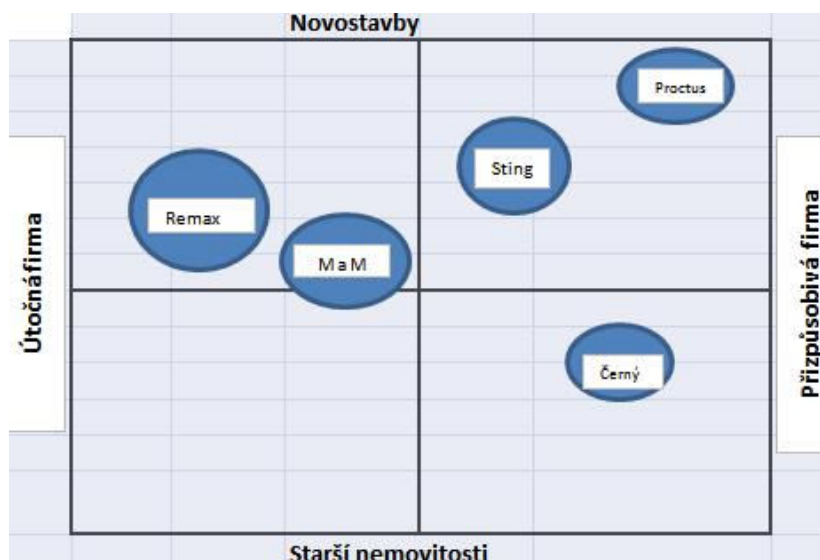 Novostavby
Proctus
Sting
Remax
M a M
Útočná firma
Přizpůsobivá firma
Černý
Starší nemovitosti